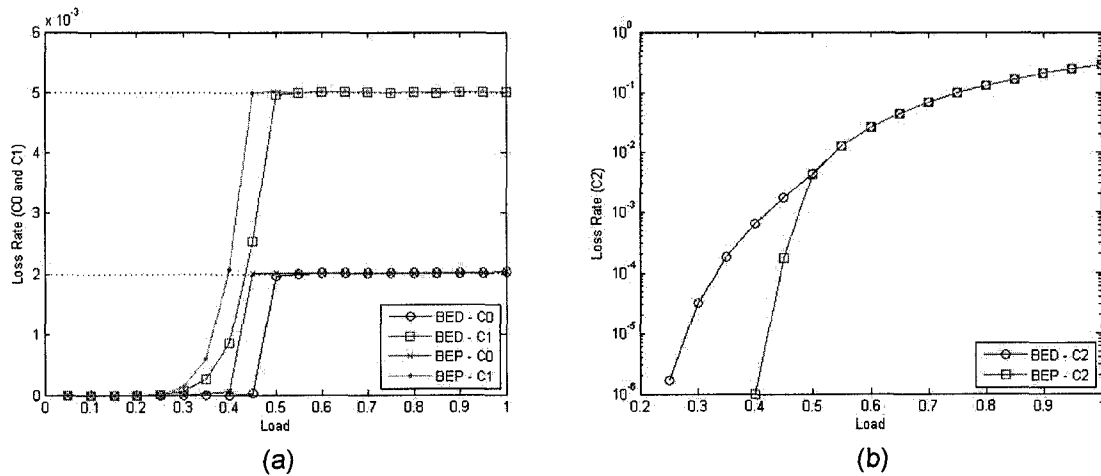 x 10⁻³
6
5
4
3
2
1
0
Loss Rate (C0 and C1)
0 0.1 0.2 0.3 0.4 0.5 0.6 0.7 0.8 0.9 1
Load
BED - C0
BED - C1
BEP - C0
BEP - C1
(a)
10⁰
10⁻¹
10⁻²
10⁻³
10⁻⁴
10⁻⁵
10⁻⁶
Loss Rate (C2)
0.2 0.3 0.4 0.5 0.6 0.7 0.8 0.9 1
Load
BED - C2
BEP - C2
(b)